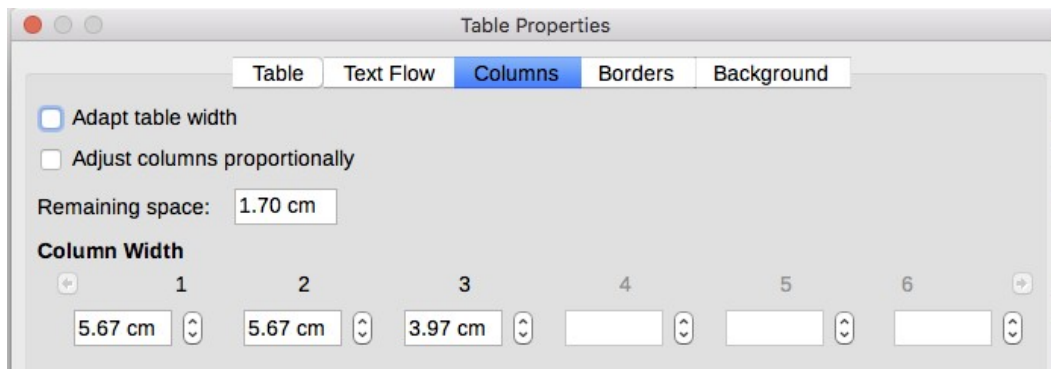 Table Properties
Table Text Flow Columns Borders Background
Adapt table width
Adjust columns proportionally
Remaining space: 1.70 cm
Column Width
1 2 3 4 5 6
5.67 cm 5.67 cm 3.97 cm